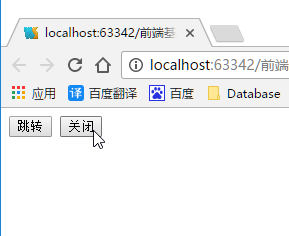 localhost:63342/前端基
localhost:63342/前端
应用 译 百度翻译 百度 Database
跳转 关闭